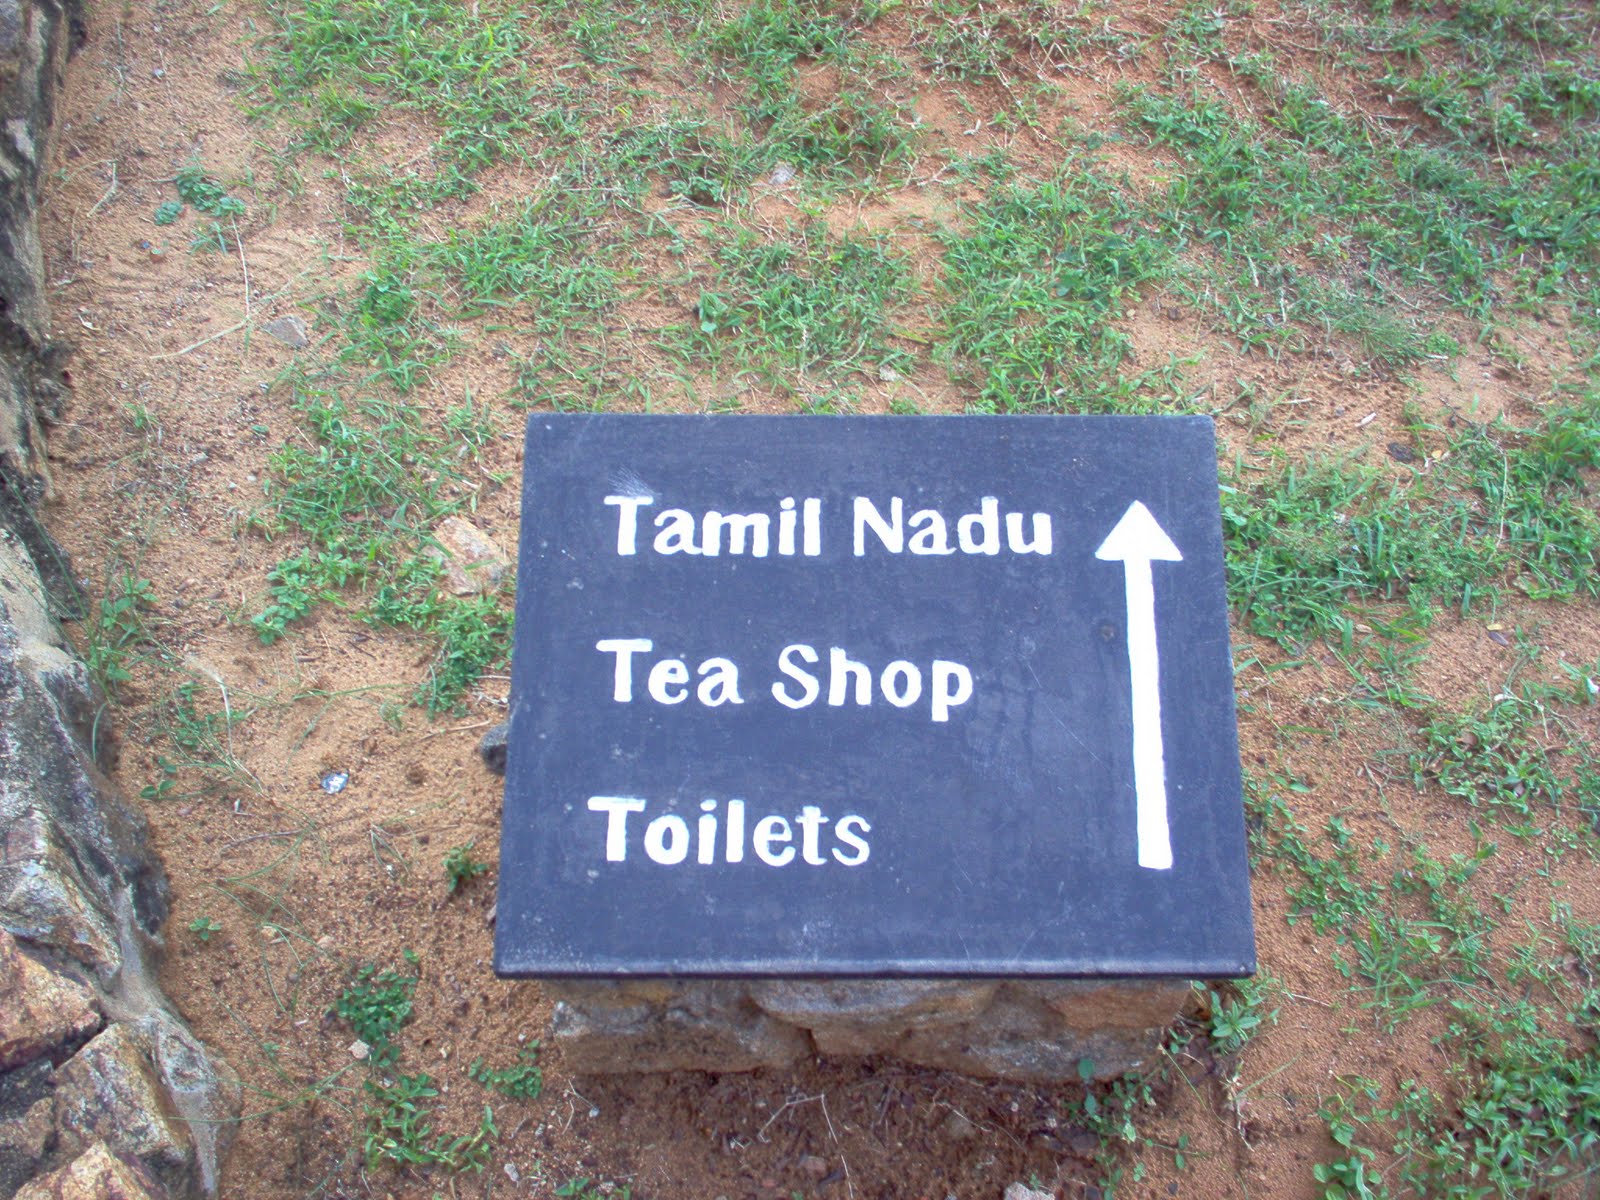 Tamil Nadu
Tea Shop
Toilets